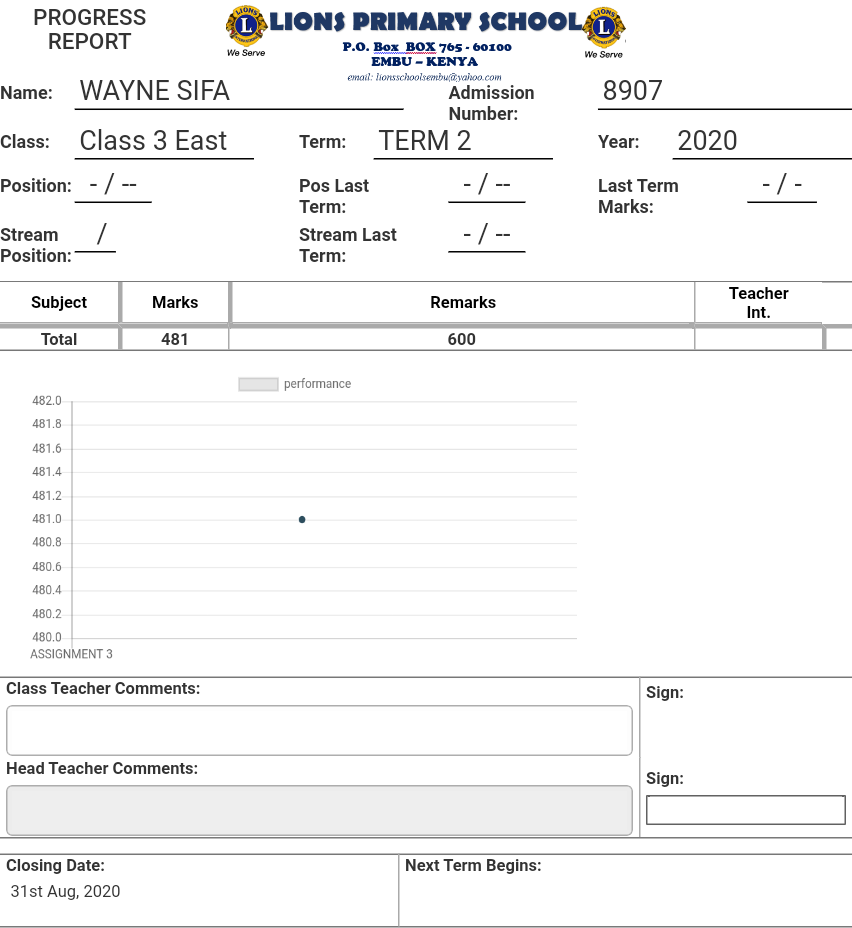 PROGRESS
REPORT
LIONS PRIMARY SCHOOL
P.O. Box BOX 765 - 60100
EMBU – KENYA
email: lionsschoolsembu@yahoo.com
LIONS L INTERNATIONAL
We Serve
LIONS L INTERNATIONAL
We Serve
Name: WAYNE SIFA Admission Number: 8907
Class: Class 3 East Term: TERM 2 Year: 2020
Position: - / -- Pos Last Term: - / -- Last Term Marks: - / -
Stream Position: / Stream Last Term: - / --
Subject Marks Remarks Teacher Int.
Total 481 600
performance
482.0
481.8
481.6
481.4
481.2
481.0
480.8
480.6
480.4
480.2
480.0
ASSIGNMENT 3
Class Teacher Comments: Sign:
Head Teacher Comments: Sign:
Closing Date: Next Term Begins:
31st Aug, 2020